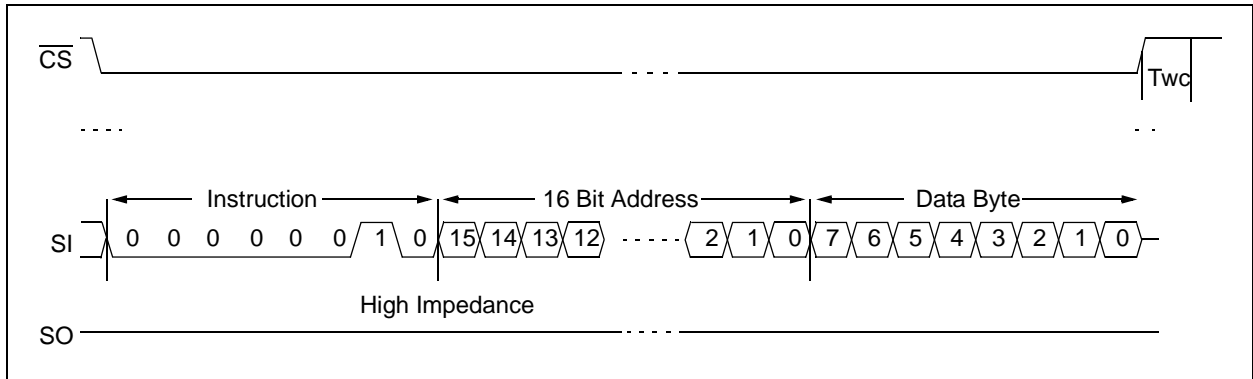 CS
Twc
Instruction 16 Bit Address Data Byte
SI 0 0 0 0 0 0 1 0 15 14 13 12 2 1 0 7 6 5 4 3 2 1 0
High Impedance
SO